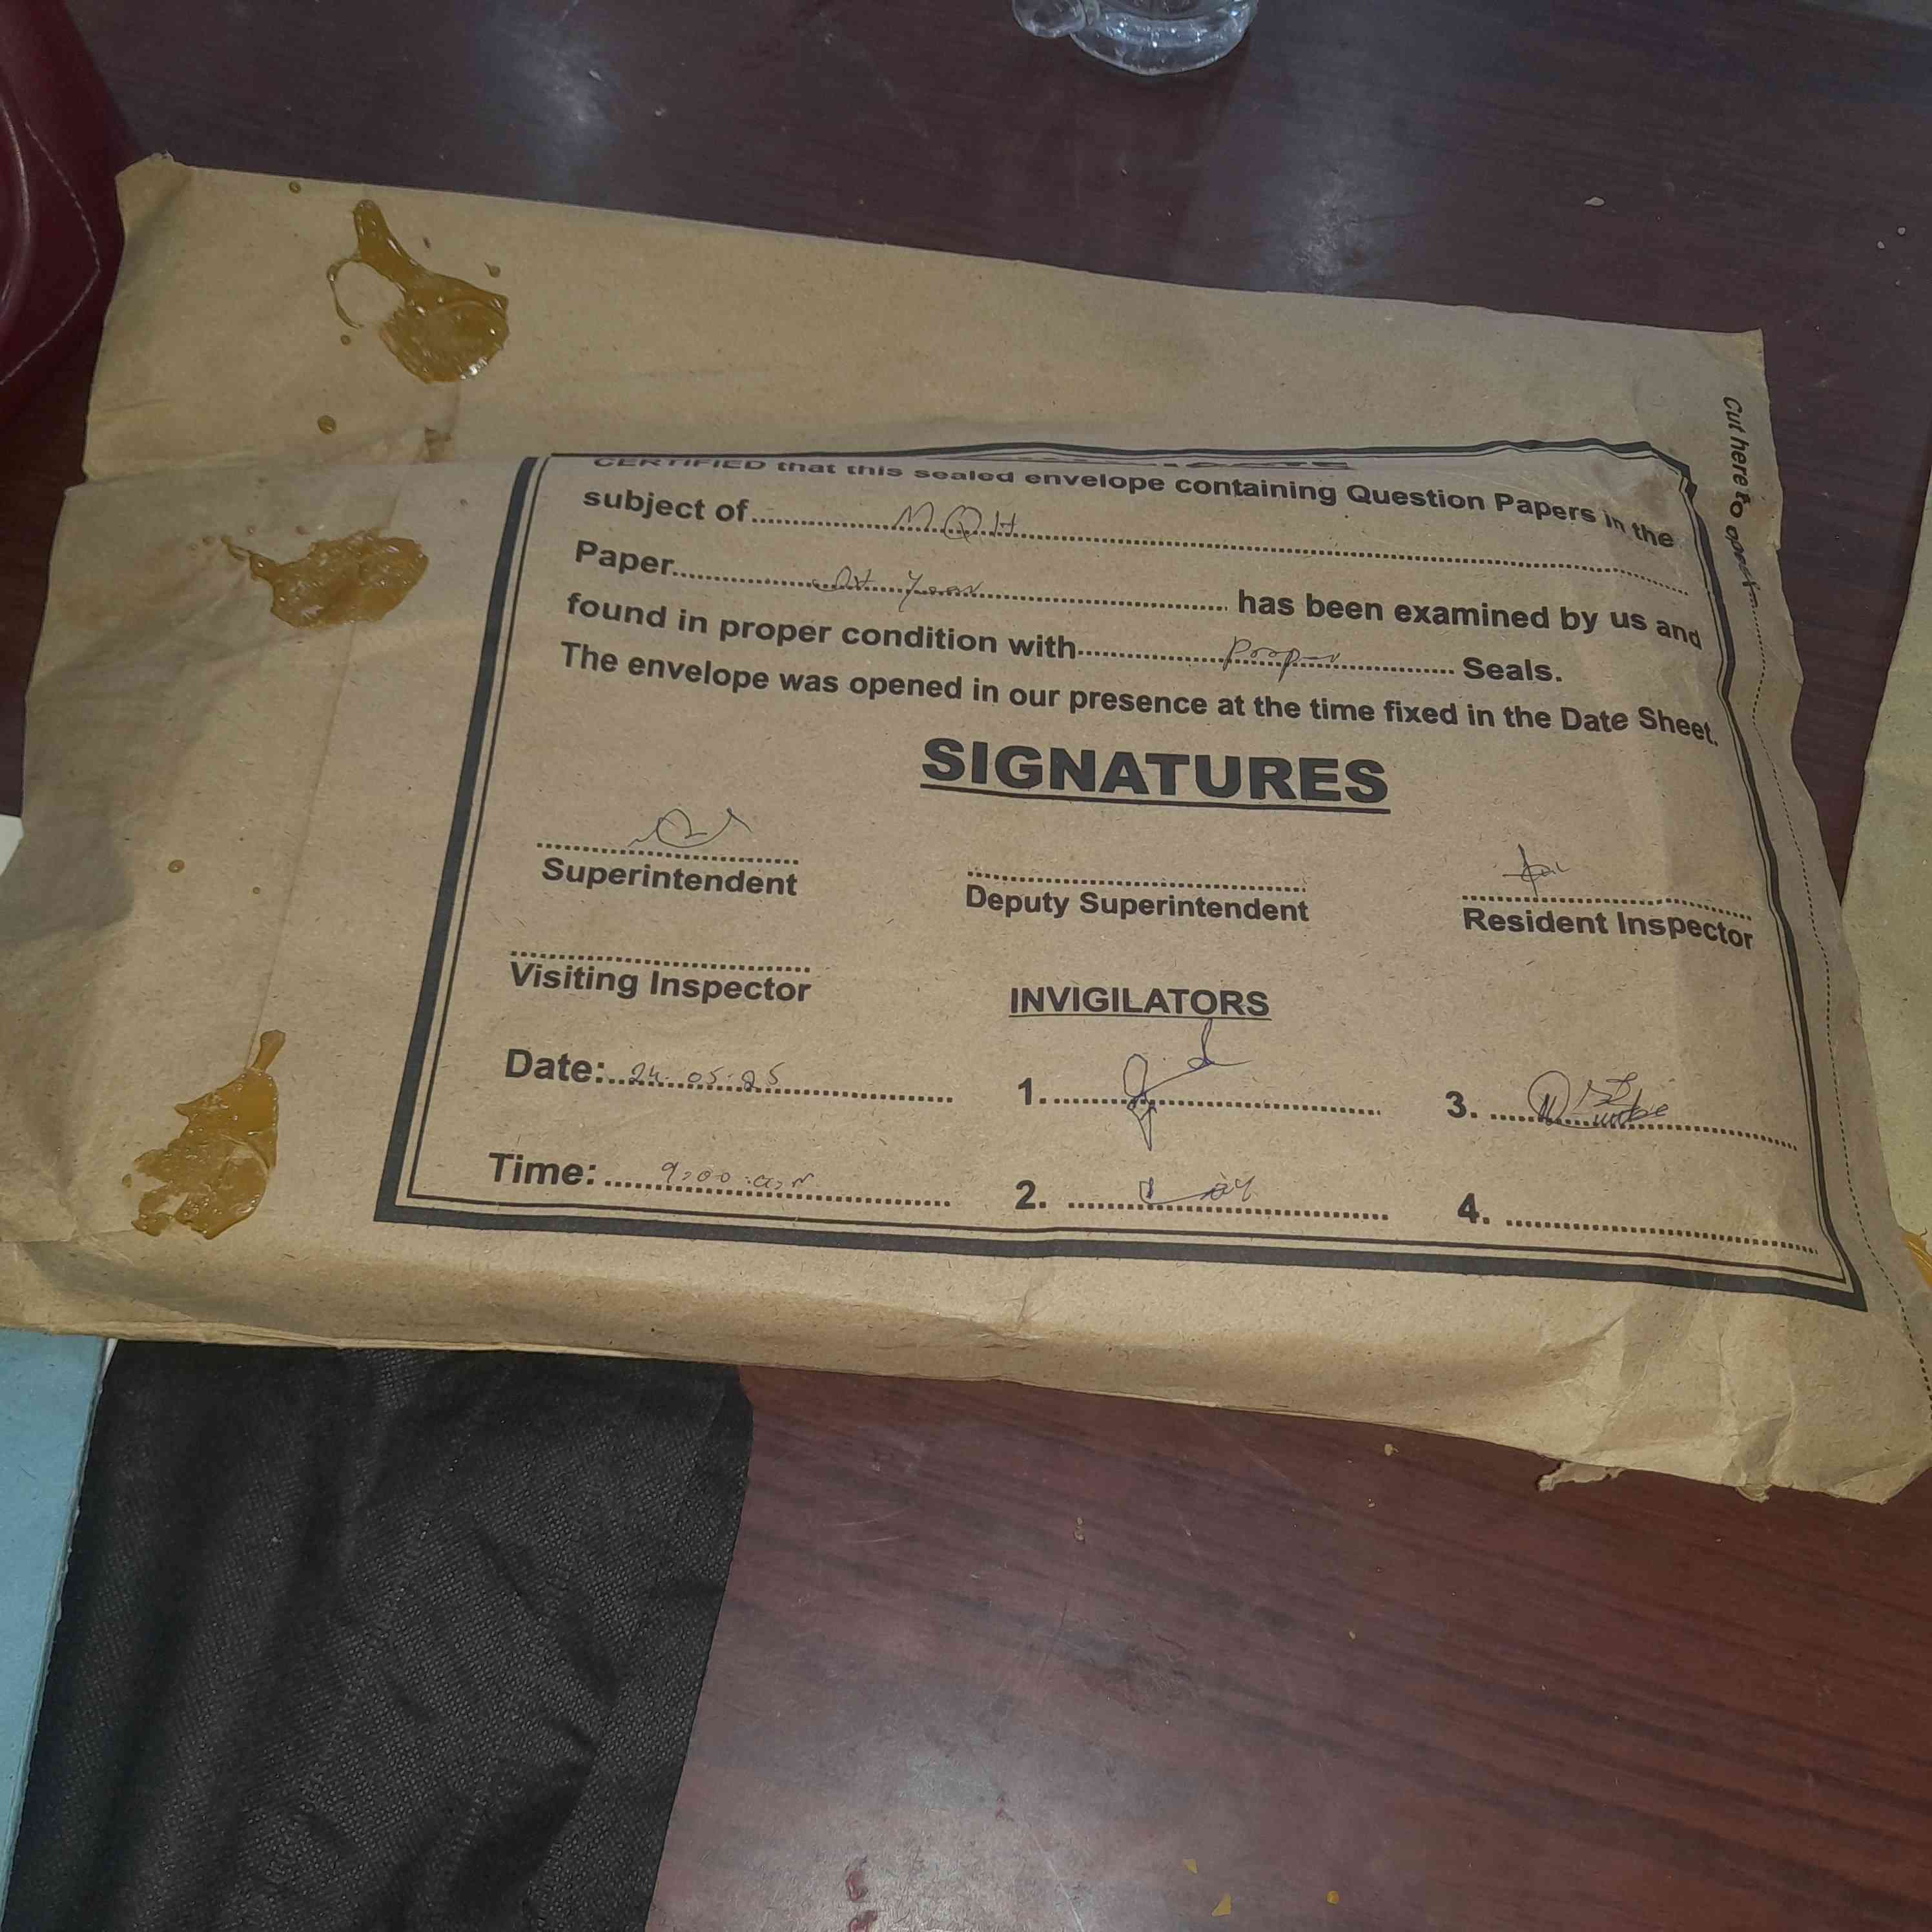 CERTIFIED that this sealed envelope containing Question Papers in the
subject of M.Q.H
Paper Ist Year has been examined by us and
found in proper condition with Proper Seals.
The envelope was opened in our presence at the time fixed in the Date Sheet.
SIGNATURES
Superintendent
Deputy Superintendent
Resident Inspector
Visiting Inspector
INVIGILATORS
Date: 24.05.25
1.
3.
Time: 9:00 a.m
2.
4.
Cut here to open